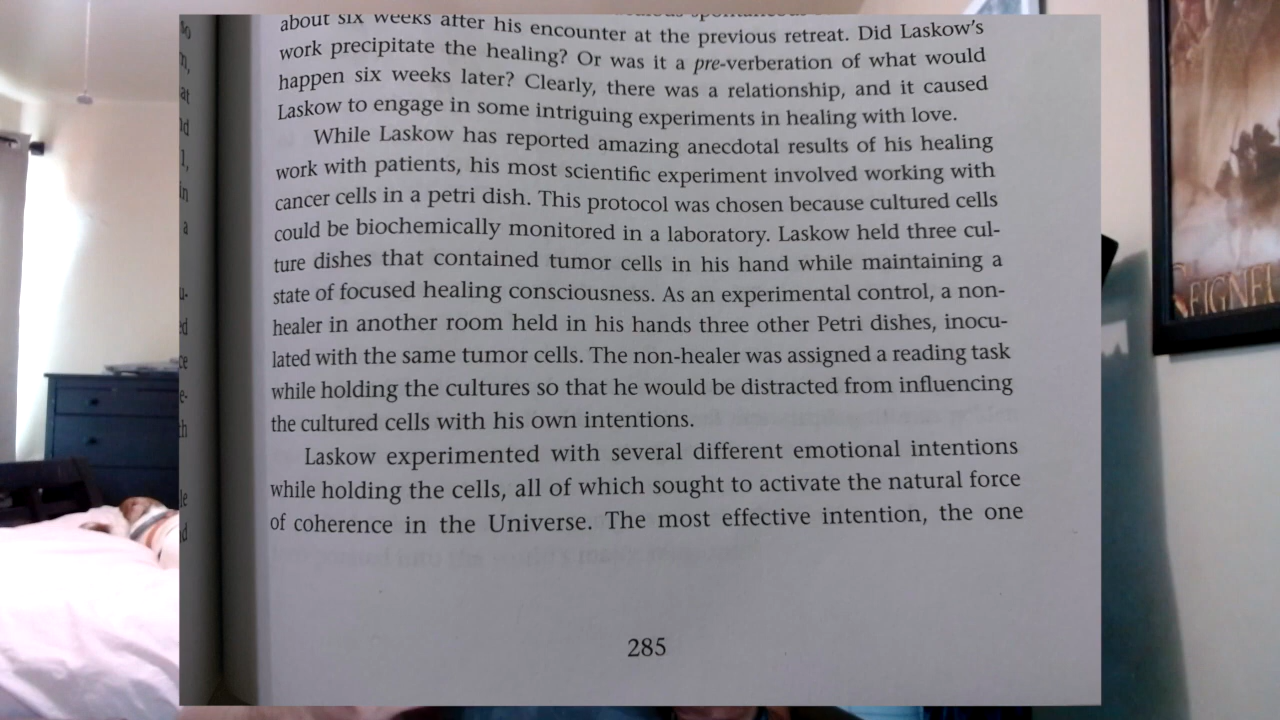 about six weeks after his encounter at the previous retreat. Did Laskow's
work precipitate the healing? Or was it a pre-verberation of what would
happen six weeks later? Clearly, there was a relationship, and it caused
Laskow to engage in some intriguing experiments in healing with love.
While Laskow has reported amazing anecdotal results of his healing
work with patients, his most scientific experiment involved working with
cancer cells in a petri dish. This protocol was chosen because cultured cells
could be biochemically monitored in a laboratory. Laskow held three cul-
ture dishes that contained tumor cells in his hand while maintaining a
state of focused healing consciousness. As an experimental control, a non-
healer in another room held in his hands three other Petri dishes, inocu-
lated with the same tumor cells. The non-healer was assigned a reading task
while holding the cultures so that he would be distracted from influencing
the cultured cells with his own intentions.
Laskow experimented with several different emotional intentions
while holding the cells, all of which sought to activate the natural force
of coherence in the Universe. The most effective intention, the one
285